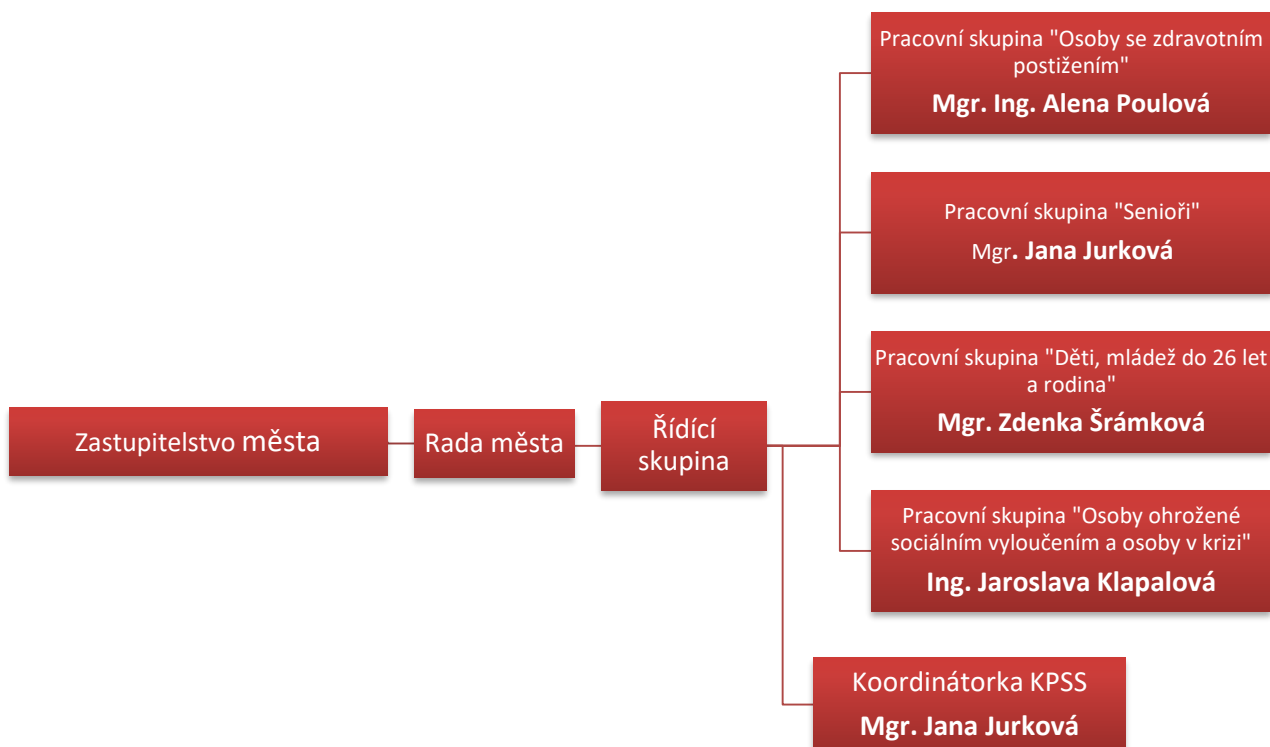 Pracovní skupina "Osoby se zdravotním
postižením"
Mgr. Ing. Alena Poulová
Pracovní skupina "Senioři"
Mgr. Jana Jurková
Pracovní skupina "Děti, mládež do 26 let
a rodina"
Mgr. Zdenka Šrámková
Zastupitelstvo města
Rada města
Řídící
skupina
Pracovní skupina "Osoby ohrožené
sociálním vyloučením a osoby v krizi"
Ing. Jaroslava Klapalová
Koordinátorka KPSS
Mgr. Jana Jurková